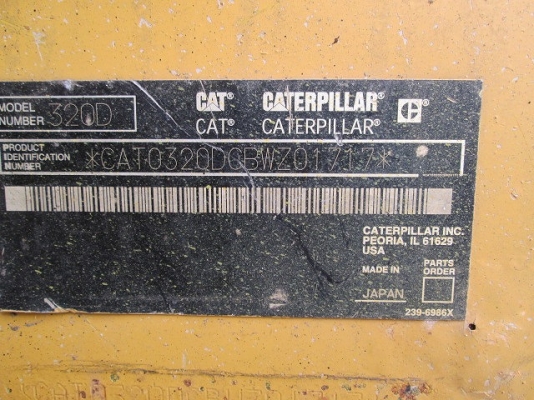 MODEL NUMBER 320D
CAT® CATERPILLAR® C
CAT® CATERPILLAR®
PRODUCT IDENTIFICATION NUMBER *CAT0320DCBWZ01717*
CATERPILLAR INC.
PEORIA, IL 61629
USA
MADE IN
JAPAN
PARTS
ORDER
239-6986X